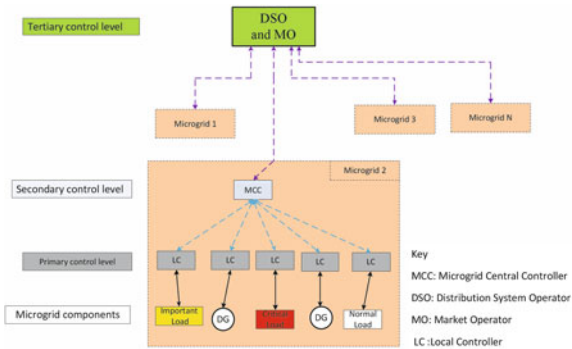 Tertiary control level
DSO
and MO
Microgrid 1
Microgrid 3
Microgrid N
Microgrid 2
Secondary control level
MCC
Primary control level
LC
LC
LC
LC
LC
Key
MCC: Microgrid Central Controller
Microgrid components
Important
Load
DG
Critical
Load
DG
Normal
Load
DSO: Distribution System Operator
MO: Market Operator
LC :Local Controller